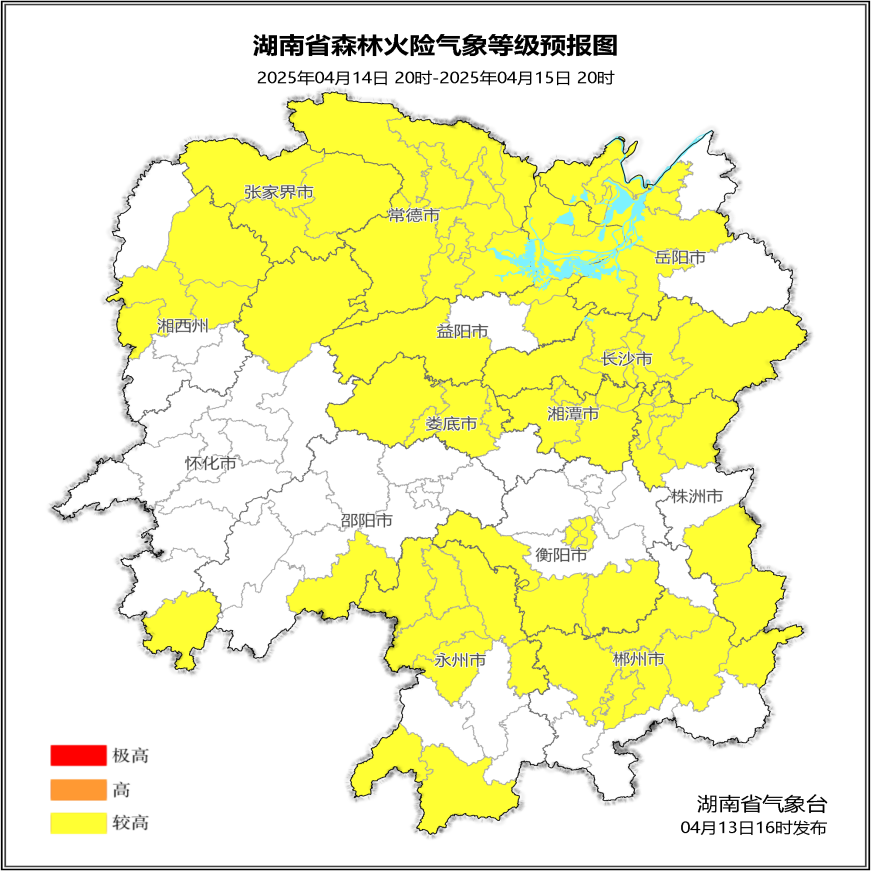 湖南省森林火险气象等级预报图
2025年04月14日 20时-2025年04月15日 20时
张家界市
常德市
岳阳市
湘西州
益阳市
长沙市
湘潭市
娄底市
怀化市
株洲市
邵阳市
衡阳市
永州市
郴州市
极高
高
较高
湖南省气象台
04月13日16时发布